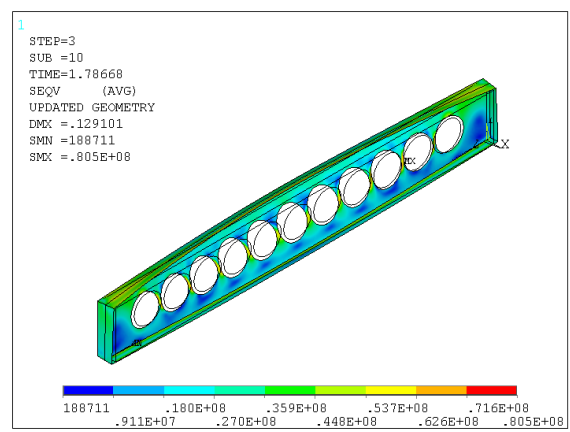 1
STEP=3
SUB =10
TIME=1.78668
SEQV (AVG)
UPDATED GEOMETRY
DMX =.129101
SMN =188711
SMX =.805E+08
X
MX
188711 .180E+08 .359E+08 .537E+08 .716E+08
.911E+07 .270E+08 .448E+08 .626E+08 .805E+08